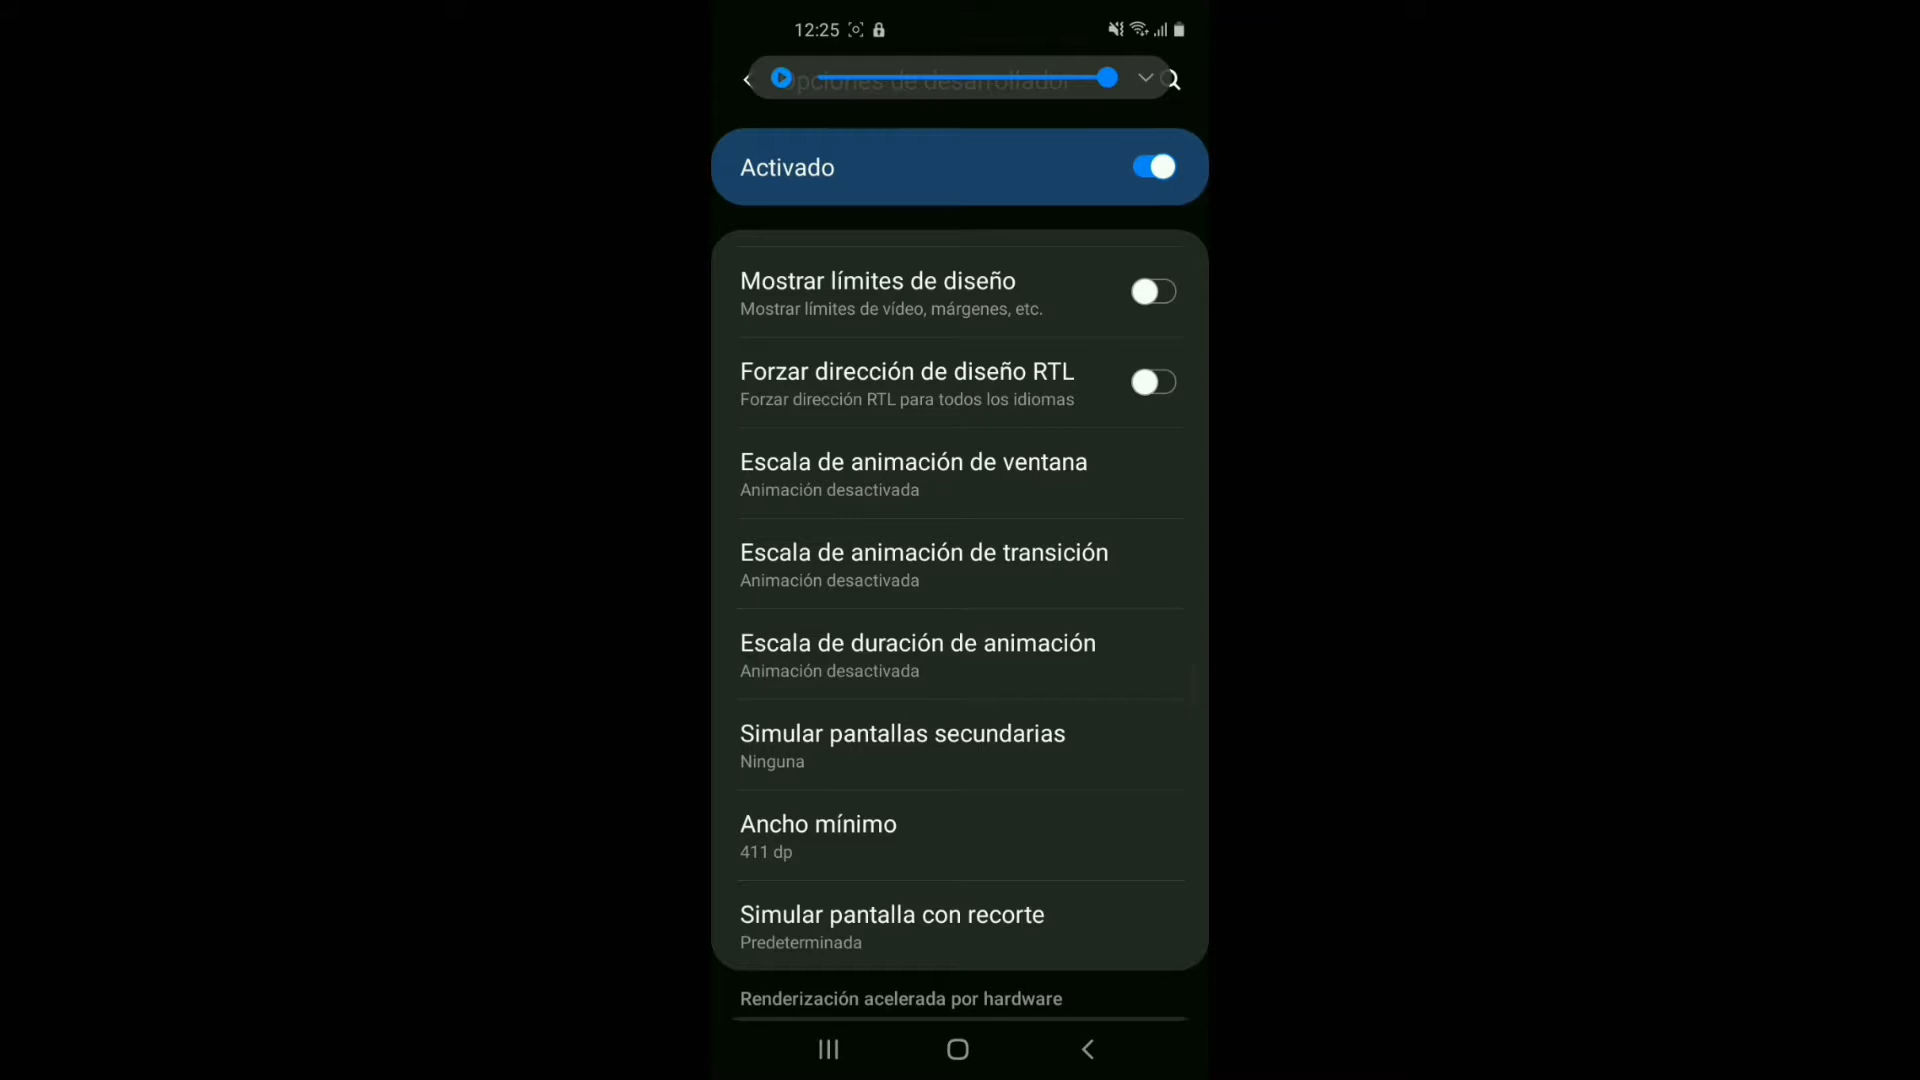 12:25
Opciones de desarrollador
Activado
Mostrar límites de diseño
Mostrar límites de vídeo, márgenes, etc.
Forzar dirección de diseño RTL
Forzar dirección RTL para todos los idiomas
Escala de animación de ventana
Animación desactivada
Escala de animación de transición
Animación desactivada
Escala de duración de animación
Animación desactivada
Simular pantallas secundarias
Ninguna
Ancho mínimo
411 dp
Simular pantalla con recorte
Predeterminada
Renderización acelerada por hardware